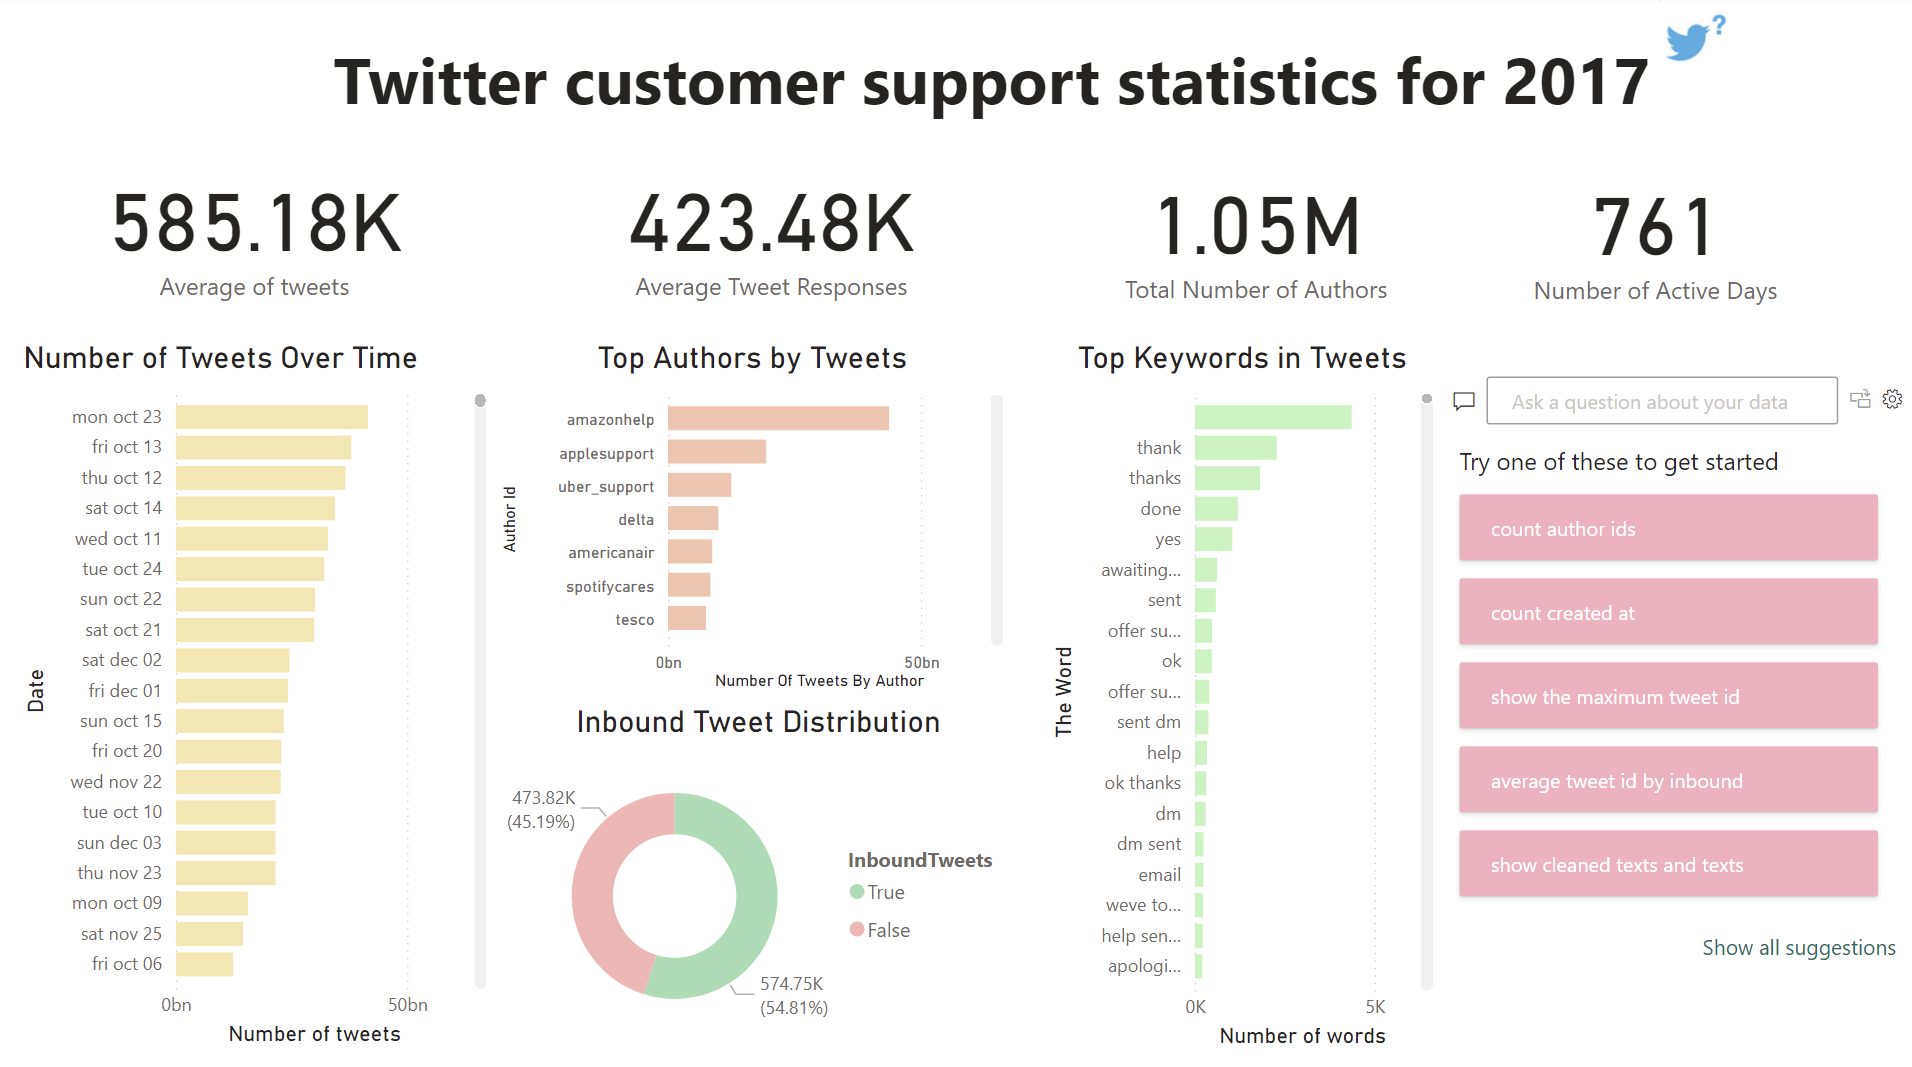 ?
Twitter customer support statistics for 2017
585.18K
Average of tweets
423.48K
Average Tweet Responses
1.05M
Total Number of Authors
761
Number of Active Days
Number of Tweets Over Time
Date
mon oct 23
fri oct 13
thu oct 12
sat oct 14
wed oct 11
tue oct 24
sun oct 22
sat oct 21
sat dec 02
fri dec 01
sun oct 15
fri oct 20
wed nov 22
tue oct 10
sun dec 03
thu nov 23
mon oct 09
sat nov 25
fri oct 06
0bn 50bn
Number of tweets
Top Authors by Tweets
Author Id
amazonhelp
applesupport
uber_support
delta
americanair
spotifycares
tesco
0bn 50bn
Number Of Tweets By Author
Inbound Tweet Distribution
473.82K
(45.19%)
574.75K
(54.81%)
InboundTweets
True
False
Top Keywords in Tweets
The Word
thank
thanks
done
yes
awaiting...
sent
offer su...
ok
offer su...
sent dm
help
ok thanks
dm
dm sent
email
weve to...
help sen...
apologi...
0K 5K
Number of words
Ask a question about your data
Try one of these to get started
count author ids
count created at
show the maximum tweet id
average tweet id by inbound
show cleaned texts and texts
Show all suggestions